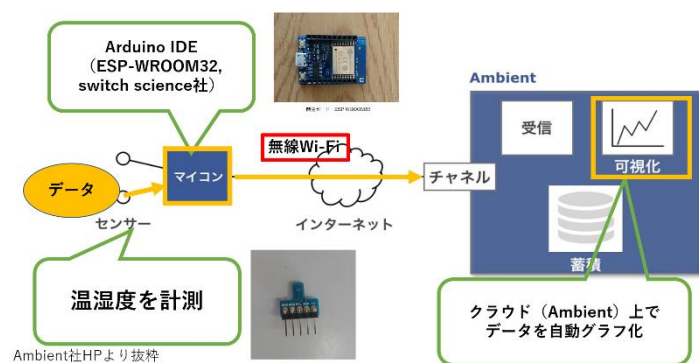 Arduino IDE
（ESP-WROOM32,
switch science社）
Ambient
受信
可視化
無線Wi-Fi
マイコン
チャネル
データ
センサー
インターネット
蓄積
温湿度を計測
クラウド（Ambient）上で
データを自動グラフ化
Ambient社HPより抜粋